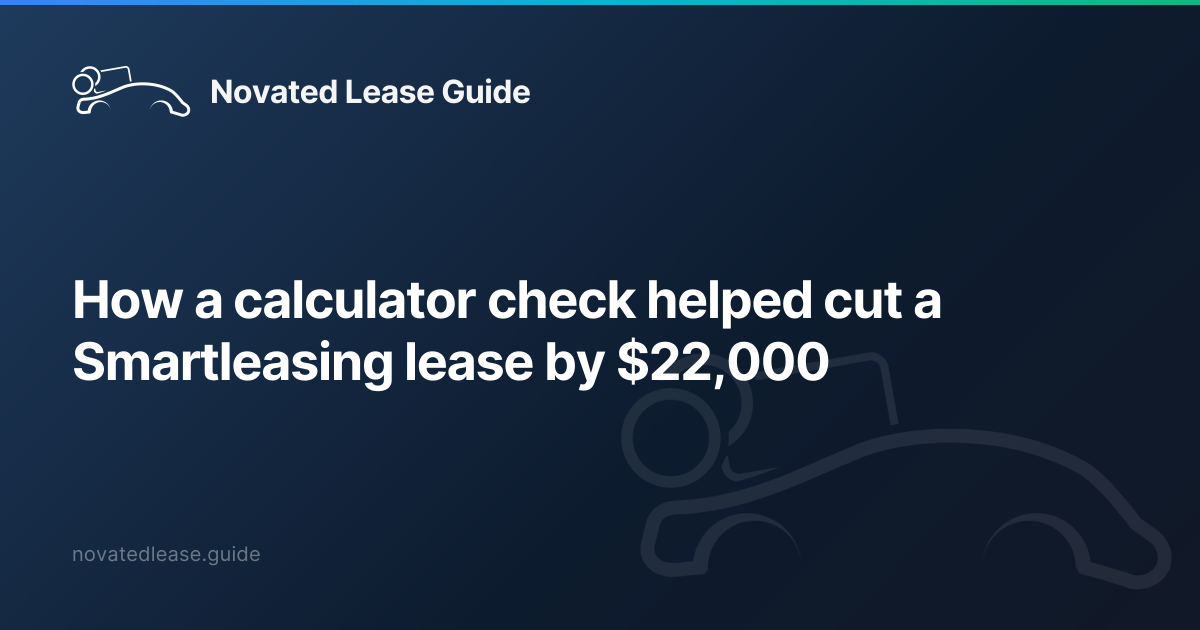 Novated Lease Guide
How a calculator check helped cut a
Smartleasing lease by $22,000
novatedlease.guide